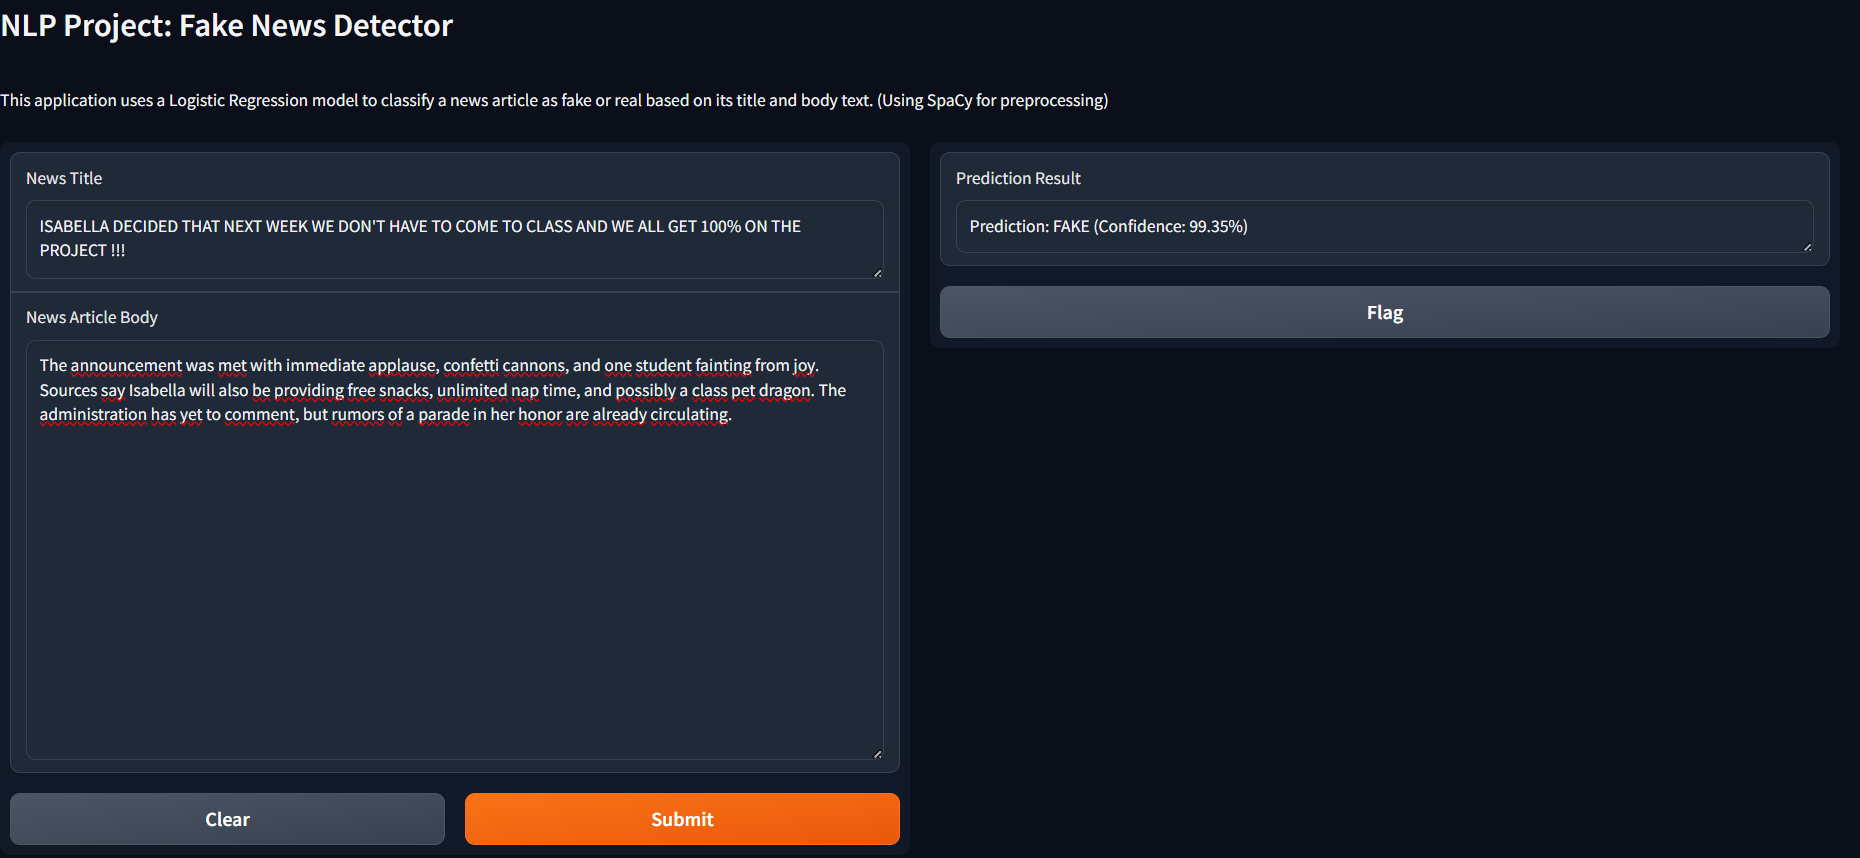 NLP Project: Fake News Detector
This application uses a Logistic Regression model to classify a news article as fake or real based on its title and body text. (Using SpaCy for preprocessing)
News Title
ISABELLA DECIDED THAT NEXT WEEK WE DON'T HAVE TO COME TO CLASS AND WE ALL GET 100% ON THE
PROJECT !!!
News Article Body
The announcement was met with immediate applause, confetti cannons, and one student fainting from joy.
Sources say Isabella will also be providing free snacks, unlimited nap time, and possibly a class pet dragon. The
administration has yet to comment, but rumors of a parade in her honor are already circulating.
Clear
Submit
Prediction Result
Prediction: FAKE (Confidence: 99.35%)
Flag